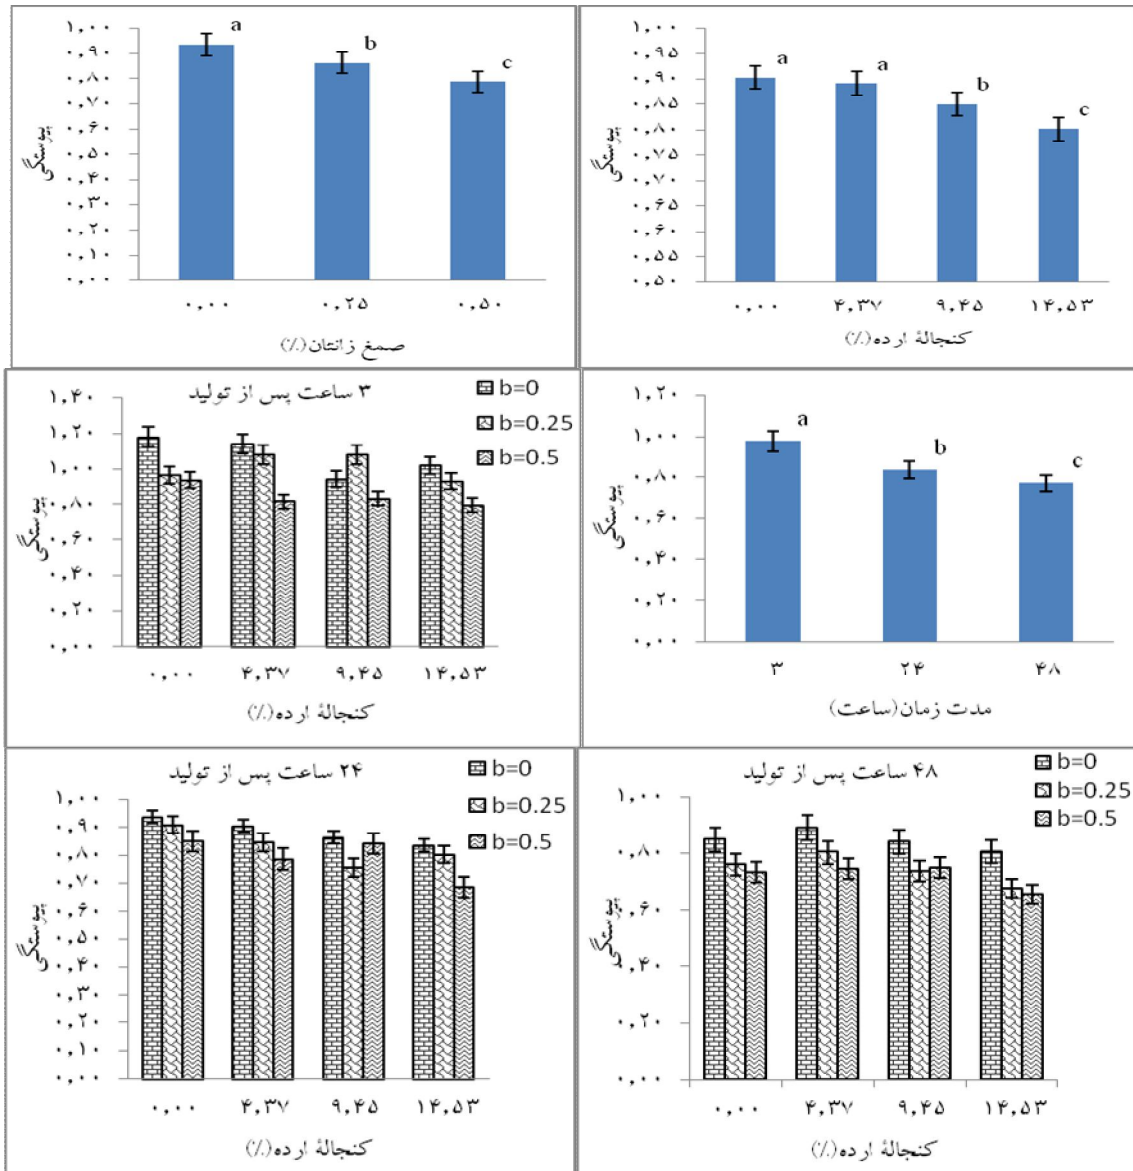 ۱,۰۰
۰,۹۰
۰,۸۰
۰,۷۰
۰,۶۰
۰,۵۰
۰,۴۰
۰,۳۰
۰,۲۰
۰,۱۰
۰,۰۰
پیوستگی
a
b
c
۰,۰۰ ۰,۲۵ ۰,۵۰
صمغ زانتان(٪)
۱,۰۰
۰,۹۵
۰,۹۰
۰,۸۵
۰,۸۰
۰,۷۵
۰,۷۰
۰,۶۵
۰,۶۰
۰,۵۵
۰,۵۰
پیوستگی
a
a
b
c
۰,۰۰ ۴,۳۷ ۹,۴۵ ۱۴,۵۳
کنجالۀ ارده(٪)
۳ ساعت پس از تولید
b=0
b=0.25
b=0.5
۱,۴۰
۱,۲۰
۱,۰۰
۰,۸۰
۰,۶۰
۰,۴۰
۰,۲۰
۰,۰۰
پیوستگی
۰,۰۰ ۴,۳۷ ۹,۴۵ ۱۴,۵۳
کنجالۀ ارده(٪)
۱,۲۰
۱,۰۰
۰,۸۰
۰,۶۰
۰,۴۰
۰,۲۰
۰,۰۰
پیوستگی
a
b
c
۳ ۲۴ ۴۸
مدت زمان(ساعت)
۲۴ ساعت پس از تولید
b=0
b=0.25
b=0.5
۱,۰۰
۰,۹۰
۰,۸۰
۰,۷۰
۰,۶۰
۰,۵۰
۰,۴۰
۰,۳۰
۰,۲۰
۰,۱۰
۰,۰۰
پیوستگی
۰,۰۰ ۴,۳۷ ۹,۴۵ ۱۴,۵۳
کنجالۀ ارده(٪)
۴۸ ساعت پس از تولید
b=0
b=0.25
b=0.5
۱,۰۰
۰,۸۰
۰,۶۰
۰,۴۰
۰,۲۰
۰,۰۰
پیوستگی
۰,۰۰ ۴,۳۷ ۹,۴۵ ۱۴,۵۳
کنجالۀ ارده(٪)